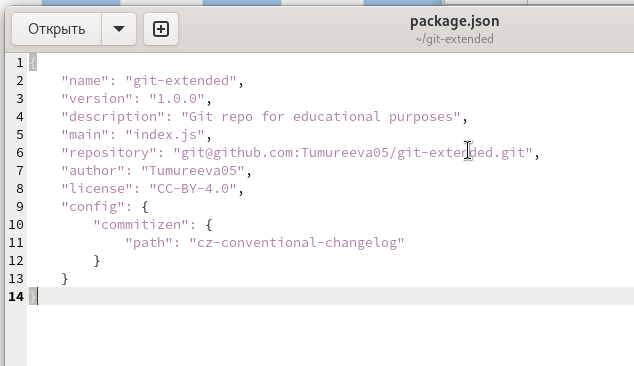 Открыть
package.json
~/git-extended
1 {
2 "name": "git-extended",
3 "version": "1.0.0",
4 "description": "Git repo for educational purposes",
5 "main": "index.js",
6 "repository": "git@github.com:Tumureeva05/git-extended.git",
7 "author": "Tumureeva05",
8 "license": "CC-BY-4.0",
9 "config": {
10 "commitizen": {
11 "path": "cz-conventional-changelog"
12 }
13 }
14 }